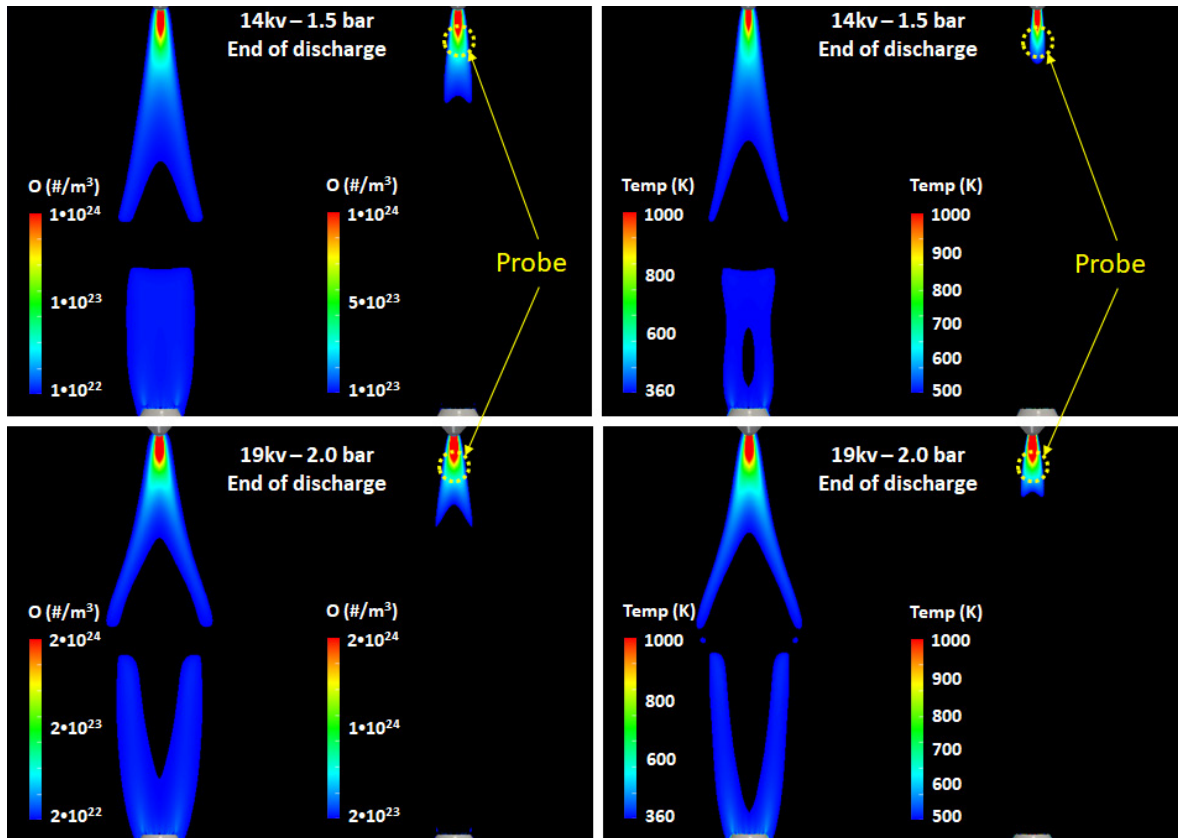 14kv – 1.5 bar
End of discharge
O (#/m³)
1•10²⁴
1•10²³
1•10²²
O (#/m³)
1•10²⁴
5•10²³
1•10²³
14kv – 1.5 bar
End of discharge
Temp (K)
1000
800
600
360
Temp (K)
1000
900
800
700
600
500
Probe
Probe
19kv – 2.0 bar
End of discharge
O (#/m³)
2•10²⁴
2•10²³
2•10²²
O (#/m³)
2•10²⁴
1•10²⁴
2•10²³
19kv – 2.0 bar
End of discharge
Temp (K)
1000
800
600
360
Temp (K)
1000
900
800
700
600
500